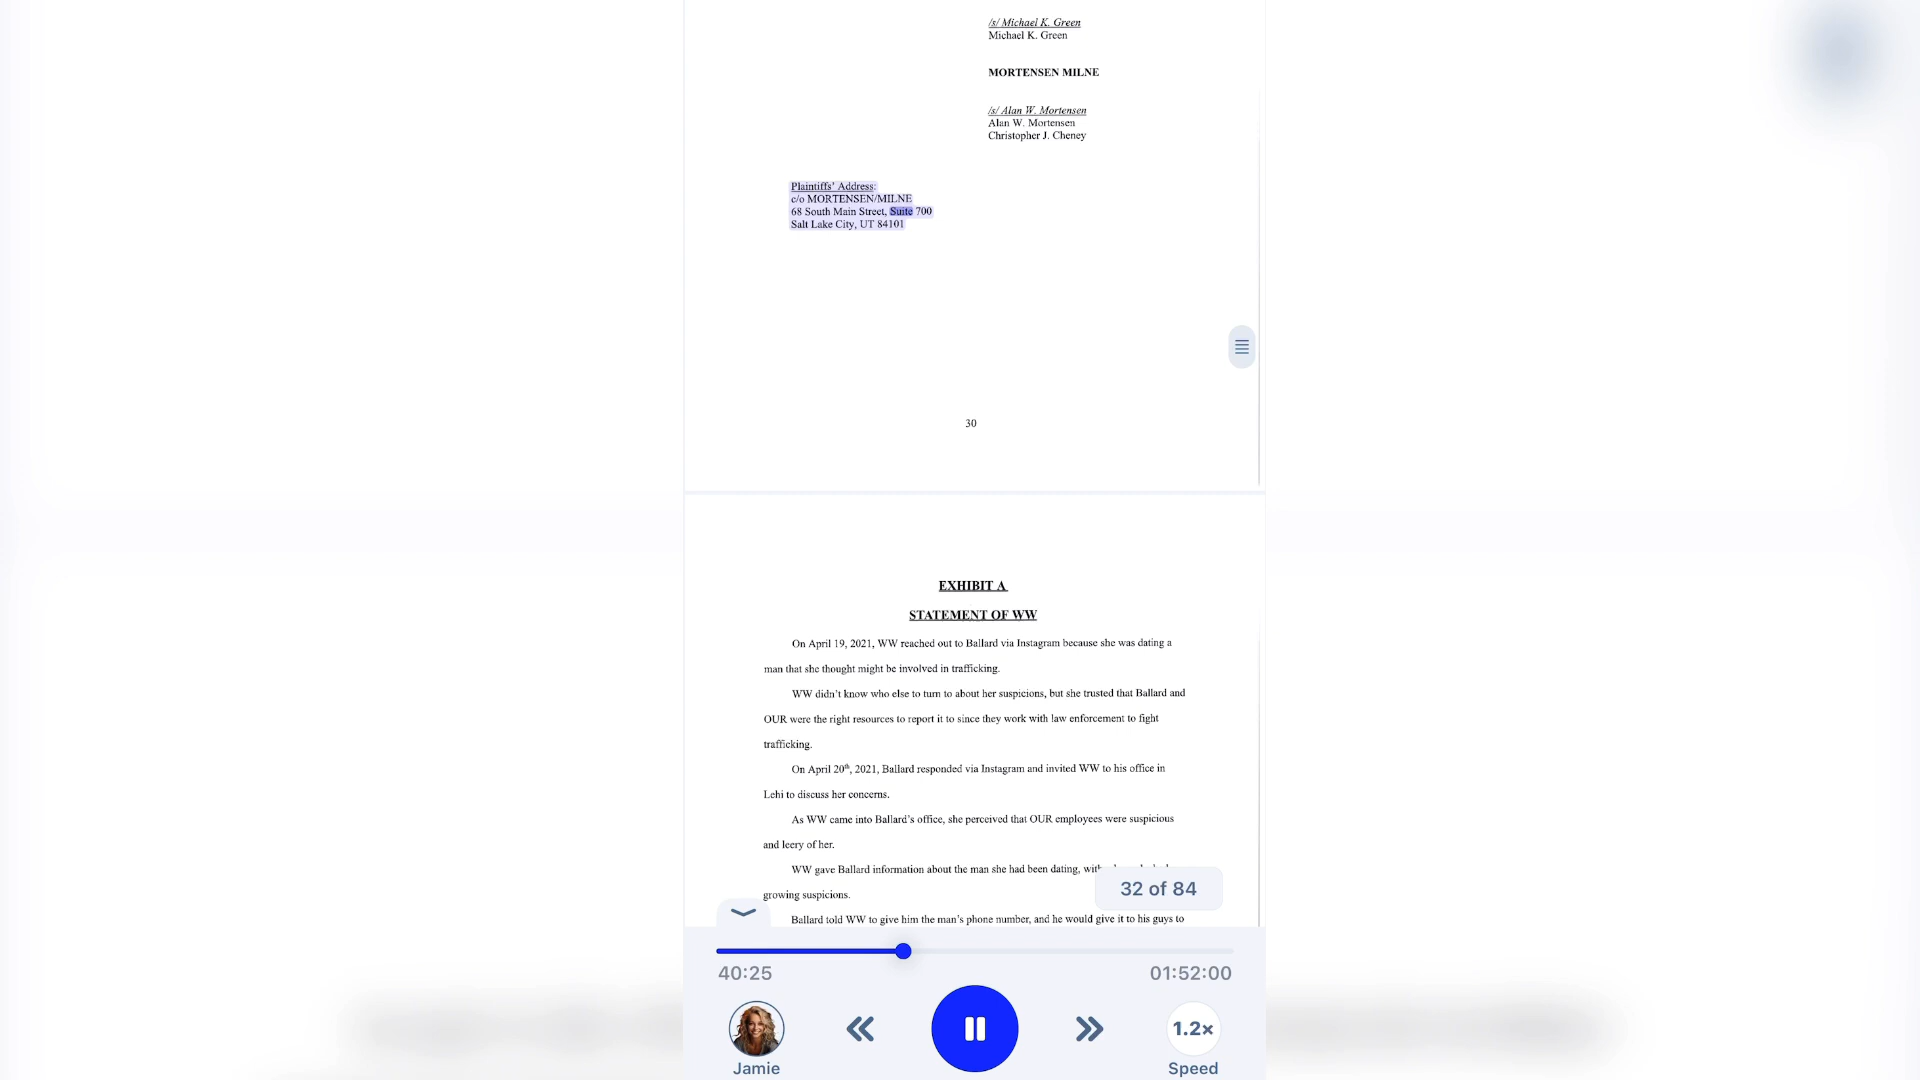 /s/ Michael K. Green
Michael K. Green
MORTENSEN MILNE
/s/ Alan W. Mortensen
Alan W. Mortensen
Christopher J. Cheney
Plaintiffs' Address:
c/o MORTENSEN/MILNE
68 South Main Street, Suite 700
Salt Lake City, UT 84101
30
EXHIBIT A
STATEMENT OF WW
On April 19, 2021, WW reached out to Ballard via Instagram because she was dating a
man that she thought might be involved in trafficking.
WW didn't know who else to turn to about her suspicions, but she trusted that Ballard and
OUR were the right resources to report it to since they work with law enforcement to fight
trafficking.
On April 20th, 2021, Ballard responded via Instagram and invited WW to his office in
Lehi to discuss her concerns.
As WW came into Ballard's office, she perceived that OUR employees were suspicious
and leery of her.
WW gave Ballard information about the man she had been dating,
growing suspicions.
32 of 84
Ballard told WW to give him the man's phone number, and he would give it to his guys to
40:25
01:52:00
1.2×
Jamie
Speed